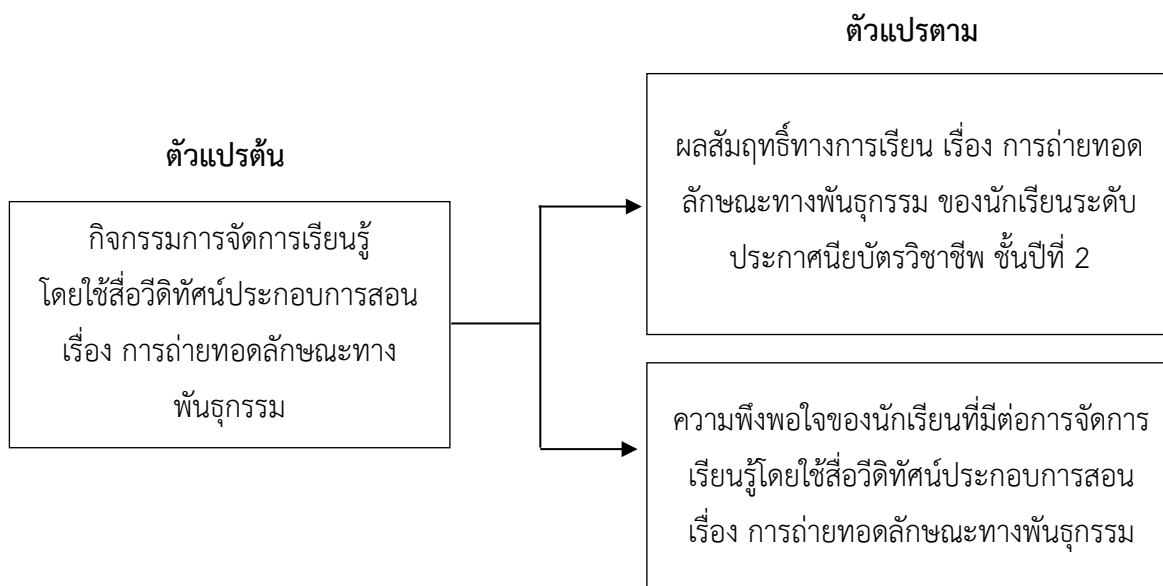 ตัวแปรต้น
กิจกรรมการจัดการเรียนรู้
โดยใช้สื่อวีดิทัศน์ประกอบการสอน
เรื่อง การถ่ายทอดลักษณะทาง
พันธุกรรม
ตัวแปรตาม
ผลสัมฤทธิ์ทางการเรียน เรื่อง การถ่ายทอด
ลักษณะทางพันธุกรรม ของนักเรียนระดับ
ประกาศนียบัตรวิชาชีพ ชั้นปีที่ 2
ความพึงพอใจของนักเรียนที่มีต่อการจัดการ
เรียนรู้โดยใช้สื่อวีดิทัศน์ประกอบการสอน
เรื่อง การถ่ายทอดลักษณะทางพันธุกรรม